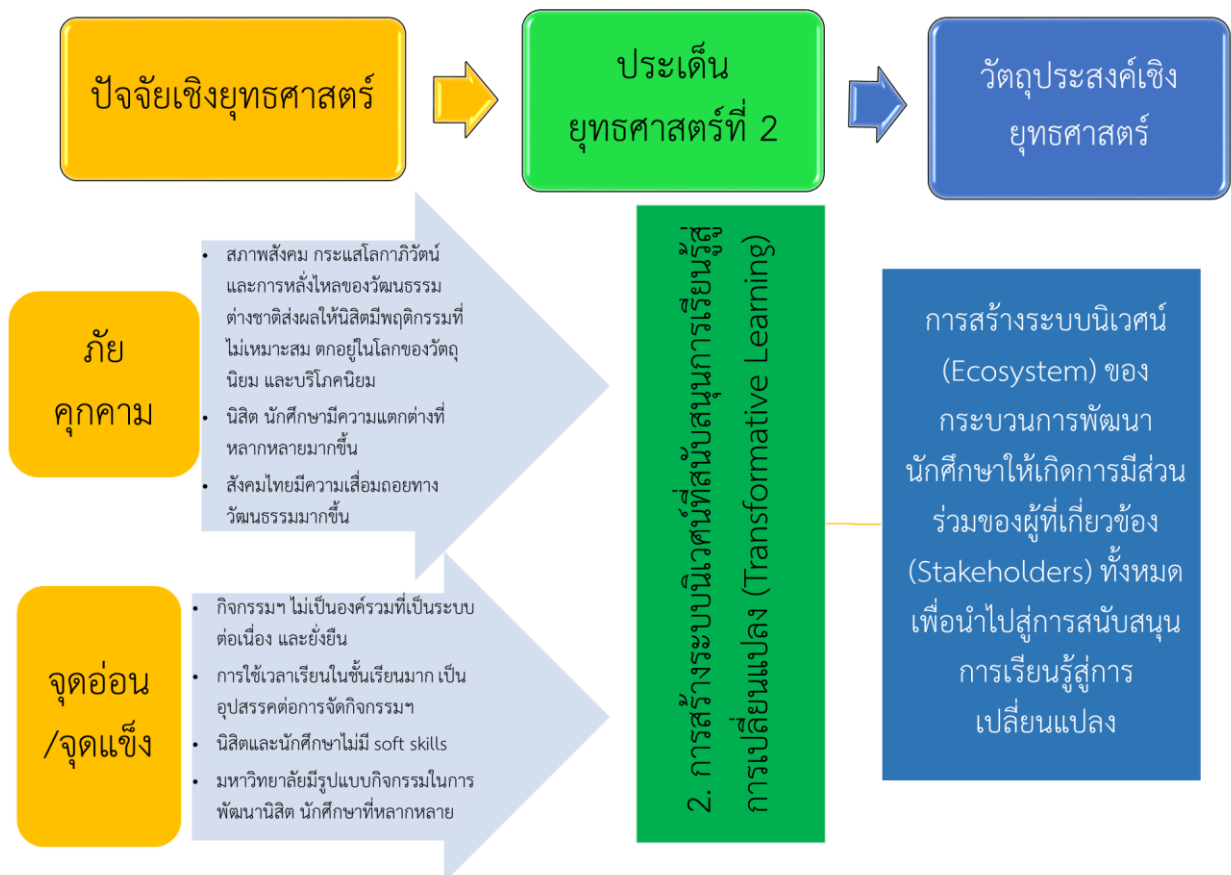 ปัจจัยเชิงยุทธศาสตร์
ประเด็น
ยุทธศาสตร์ที่ 2
วัตถุประสงค์เชิง
ยุทธศาสตร์
ภัย
คุกคาม
• สภาพสังคม กระแสโลกาภิวัตน์
และการหลั่งไหลของวัฒนธรรม
ต่างชาติส่งผลให้นิสิตมีพฤติกรรมที่
ไม่เหมาะสม ตกอยู่ในโลกของวัตถุ
นิยม และบริโภคนิยม
• นิสิต นักศึกษามีความแตกต่างที่
หลากหลายมากขึ้น
• สังคมไทยมีความเสื่อมถอยทาง
วัฒนธรรมมากขึ้น
จุดอ่อน
/จุดแข็ง
• กิจกรรมฯ ไม่เป็นองค์รวมที่เป็นระบบ
ต่อเนื่อง และยั่งยืน
• การใช้เวลาเรียนในชั้นเรียนมาก เป็น
อุปสรรคต่อการจัดกิจกรรมฯ
• นิสิตและนักศึกษาไม่มี soft skills
• มหาวิทยาลัยมีรูปแบบกิจกรรมในการ
พัฒนานิสิต นักศึกษาที่หลากหลาย
2. การสร้างระบบนิเวศน์ที่สนับสนุนการเรียนรู้สู่
การเปลี่ยนแปลง (Transformative Learning)
การสร้างระบบนิเวศน์
(Ecosystem) ของ
กระบวนการพัฒนา
นักศึกษาให้เกิดการมีส่วน
ร่วมของผู้ที่เกี่ยวข้อง
(Stakeholders) ทั้งหมด
เพื่อนำไปสู่การสนับสนุน
การเรียนรู้สู่การ
เปลี่ยนแปลง